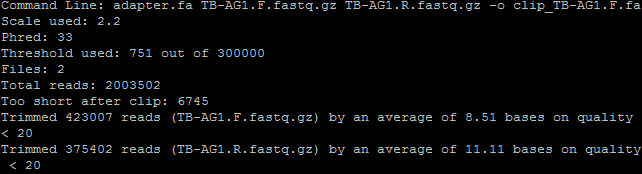 Command Line: adapter.fa TB-AG1.F.fastq.gz TB-AG1.R.fastq.gz -o clip_TB-AG1.F.fa
Scale used: 2.2
Phred: 33
Threshold used: 751 out of 300000
Files: 2
Total reads: 2003502
Too short after clip: 6745
Trimmed 423007 reads (TB-AG1.F.fastq.gz) by an average of 8.51 bases on quality
< 20
Trimmed 375402 reads (TB-AG1.R.fastq.gz) by an average of 11.11 bases on quality
 < 20